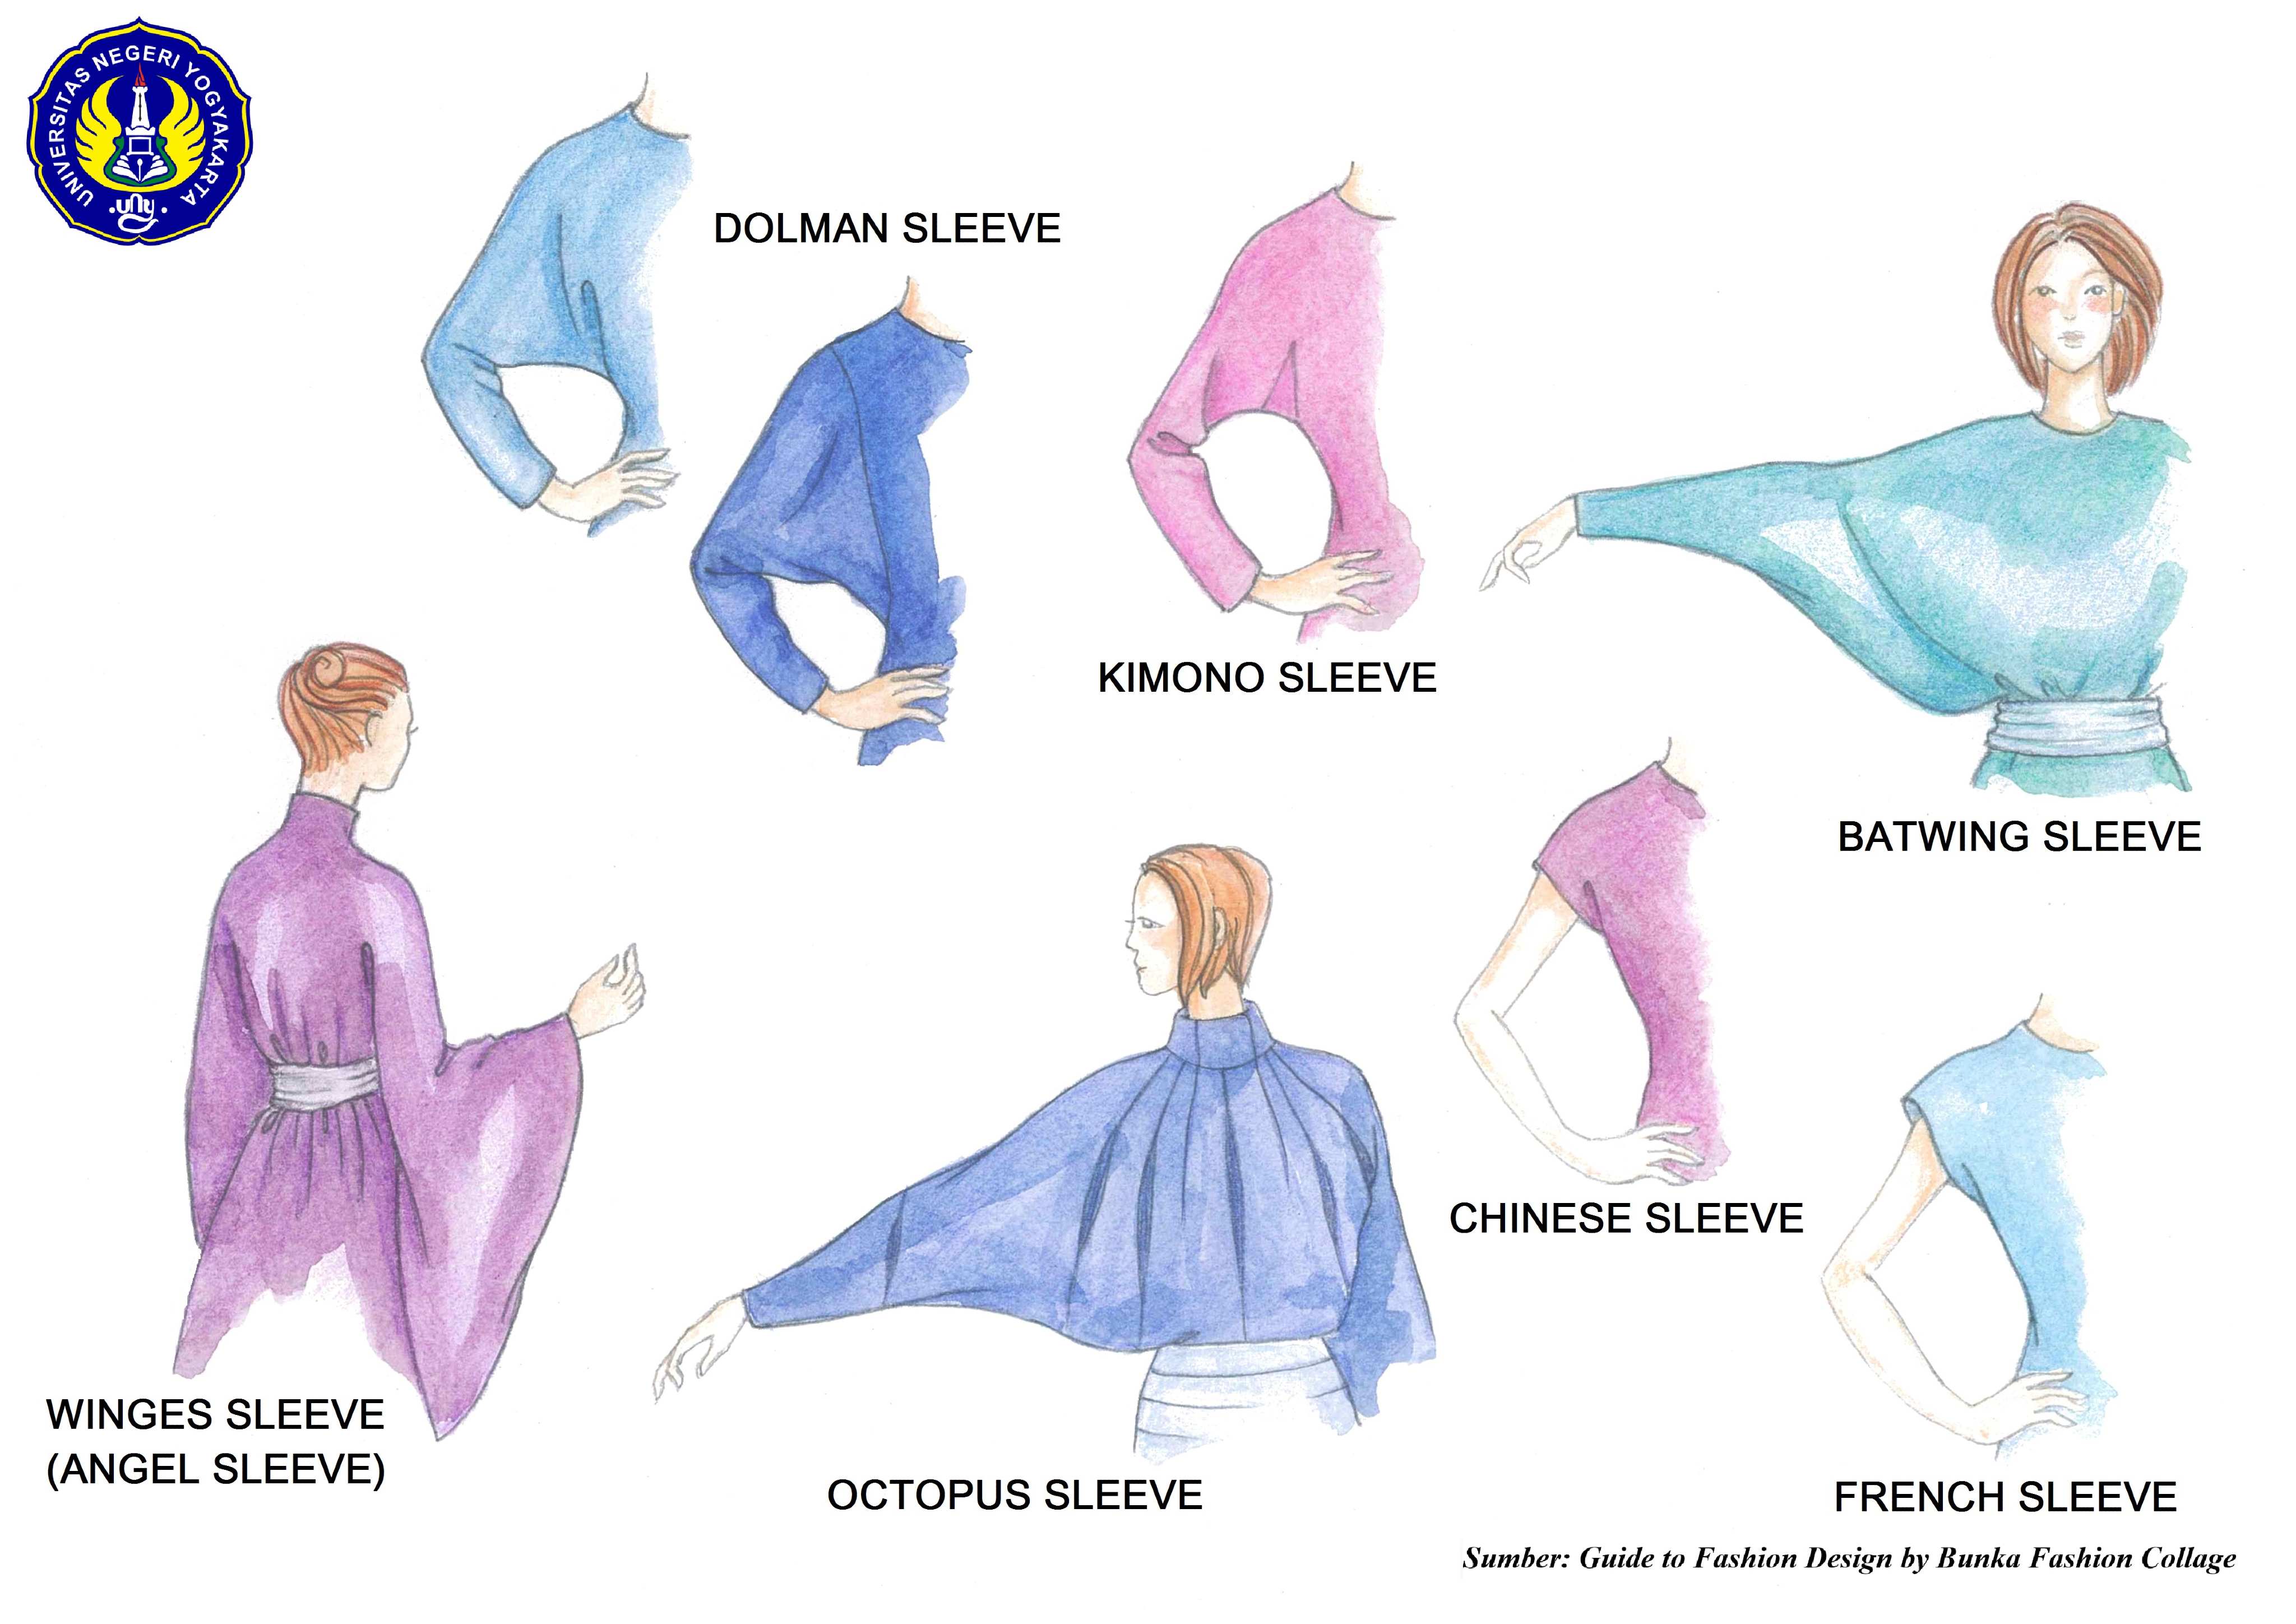 UNIVERSITAS NEGERI YOGYAKARTA
uny
DOLMAN SLEEVE
KIMONO SLEEVE
BATWING SLEEVE
CHINESE SLEEVE
WINGES SLEEVE
(ANGEL SLEEVE)
OCTOPUS SLEEVE
FRENCH SLEEVE
Sumber: Guide to Fashion Design by Bunka Fashion Collage